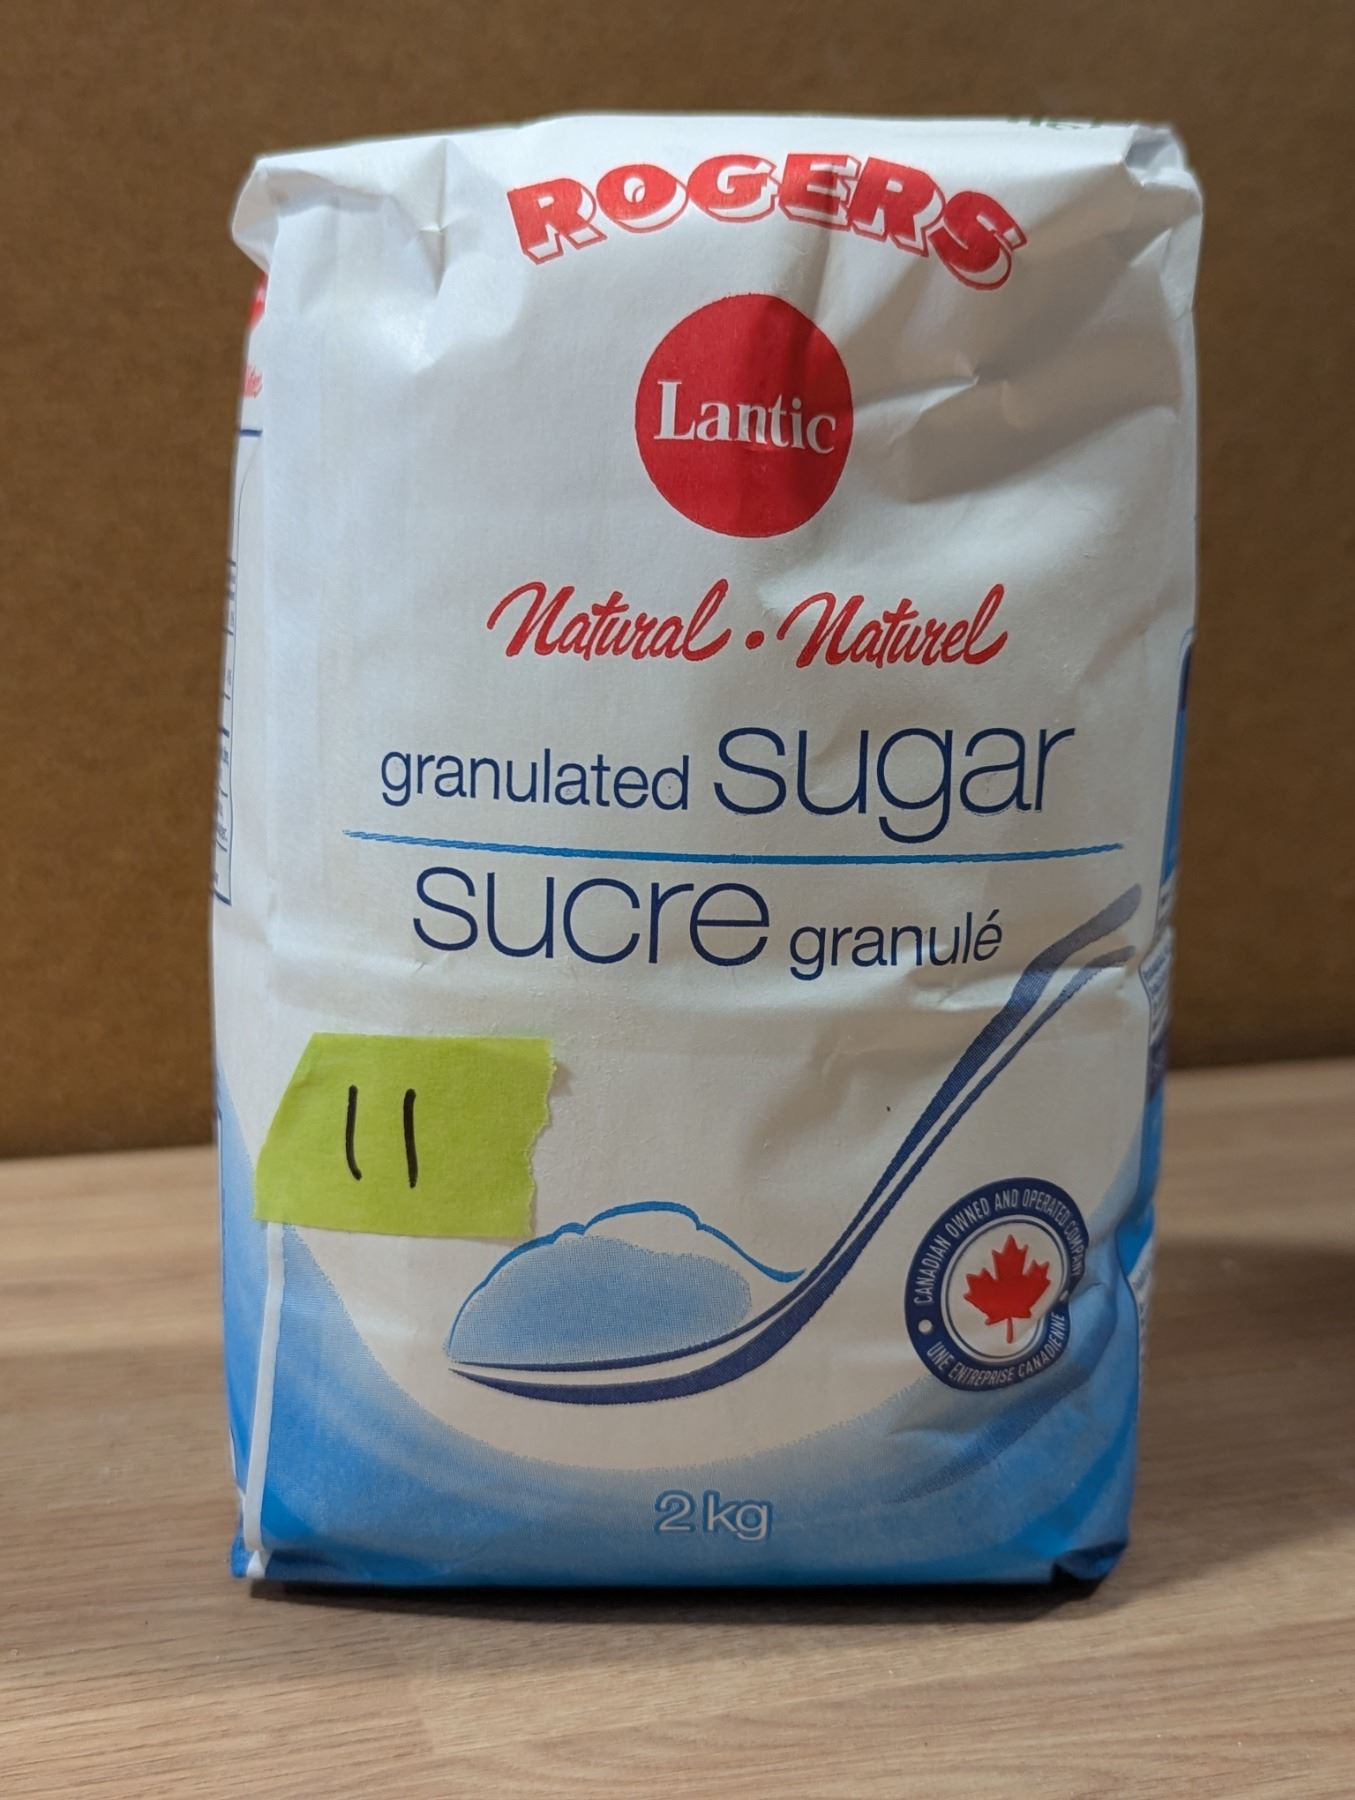 ROGERS
Lantic
Natural • Naturel
granulated sugar
sucre granulé
11
CANADIAN OWNED AND OPERATED COMPANY
UNE ENTREPRISE CANADIENNE
2 kg